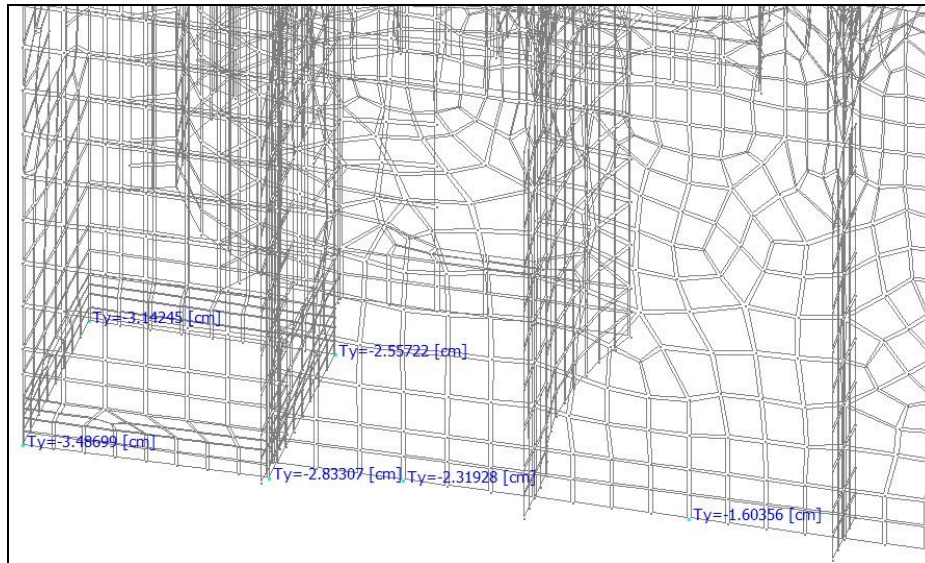 Ty=-3.14245 [cm]
Ty=-2.55722 [cm]
Ty=-3.48699 [cm]
Ty=-2.83307 [cm]
Ty=-2.31928 [cm]
Ty=-1.60356 [cm]